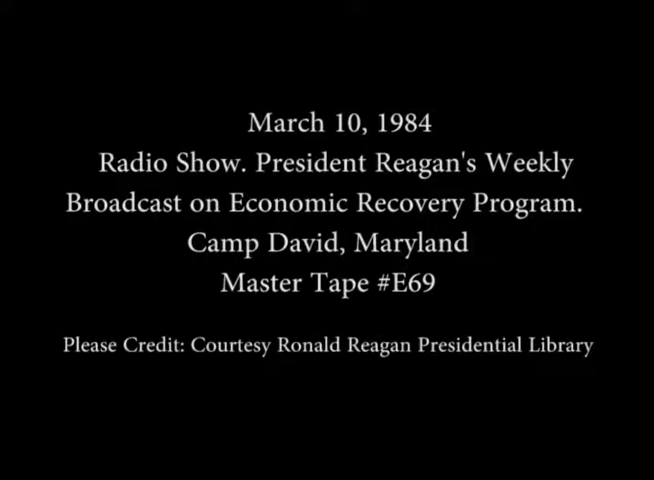 March 10, 1984
Radio Show. President Reagan's Weekly
Broadcast on Economic Recovery Program.
Camp David, Maryland
Master Tape #E69
Please Credit: Courtesy Ronald Reagan Presidential Library